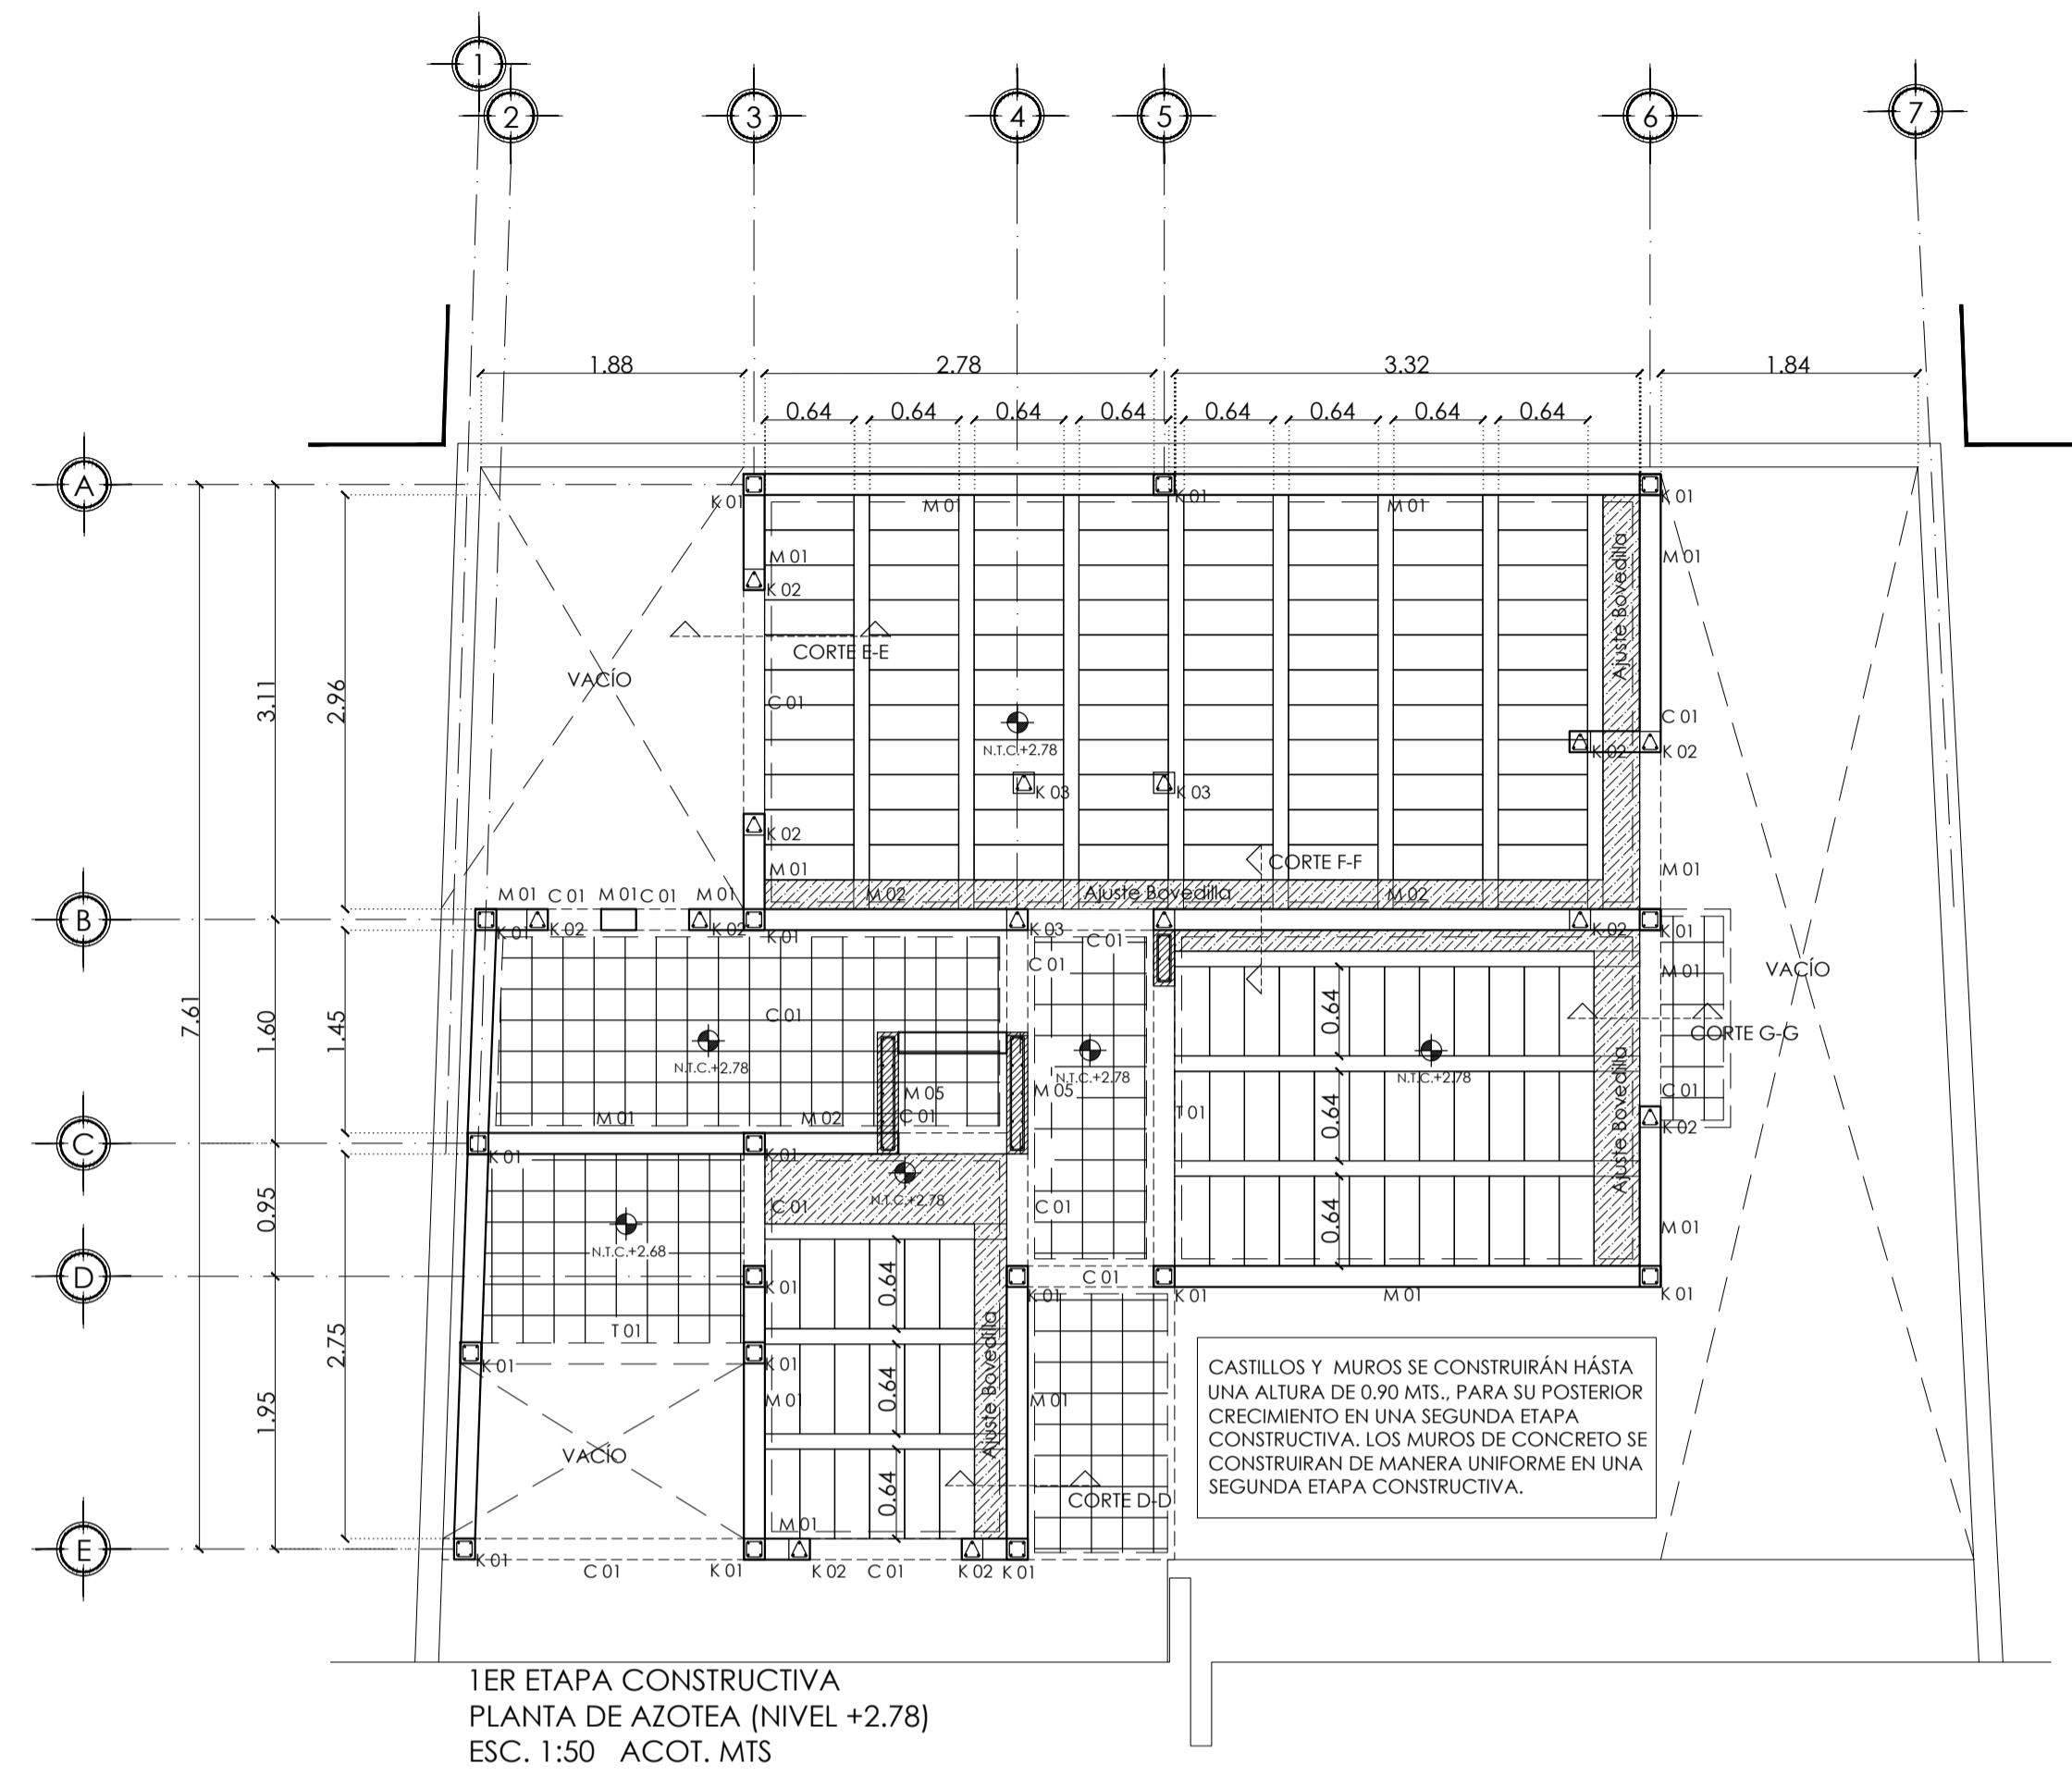 1
2
3
4
5
6
7
1.88
2.78
3.32
1.84
0.64
0.64
0.64
0.64
0.64
0.64
0.64
0.64
A
K 01
M 01
K 01
M 01
K 01
M 01
K 02
M 01
Ajuste Bovedilla
CORTE E-E
VACÍO
3.11
2.96
C 01
C 01
N.T.C.+2.78
K 02
K 02
K 03
K 03
K 02
CORTE F-F
M 01
M 01
M 01
C 01
M 01
C 01
M 01
M 02
Ajuste Bovedilla
M 02
B
K 01
K 02
K 02
K 01
K 03
C 01
K 02
K 01
C 01
M 01
VACÍO
7.61
1.60
1.45
C 01
0.64
CORTE G-G
N.T.C.+2.78
N.T.C.+2.78
N.T.C.+2.78
M 05
M 05
C 01
M 01
M 02
C 01
T 01
0.64
Ajuste Bovedilla
K 02
C
K 01
K 01
N.T.C.+2.78
0.95
C 01
C 01
0.64
M 01
N.T.C.+2.68
D
K 01
0.64
K 01
C 01
K 01
M 01
K 01
2.75
T 01
K 01
K 01
0.64
Ajuste Bovedilla
1.95
M 01
M 01
VACÍO
0.64
CORTE D-D
M 01
E
K 01
C 01
K 01
K 02
C 01
K 02
K 01
CASTILLOS Y MUROS SE CONSTRUIRÁN HÁSTA
UNA ALTURA DE 0.90 MTS., PARA SU POSTERIOR
CRECIMIENTO EN UNA SEGUNDA ETAPA
CONSTRUCTIVA. LOS MUROS DE CONCRETO SE
CONSTRUIRAN DE MANERA UNIFORME EN UNA
SEGUNDA ETAPA CONSTRUCTIVA.
1ER ETAPA CONSTRUCTIVA
PLANTA DE AZOTEA (NIVEL +2.78)
ESC. 1:50 ACOT. MTS